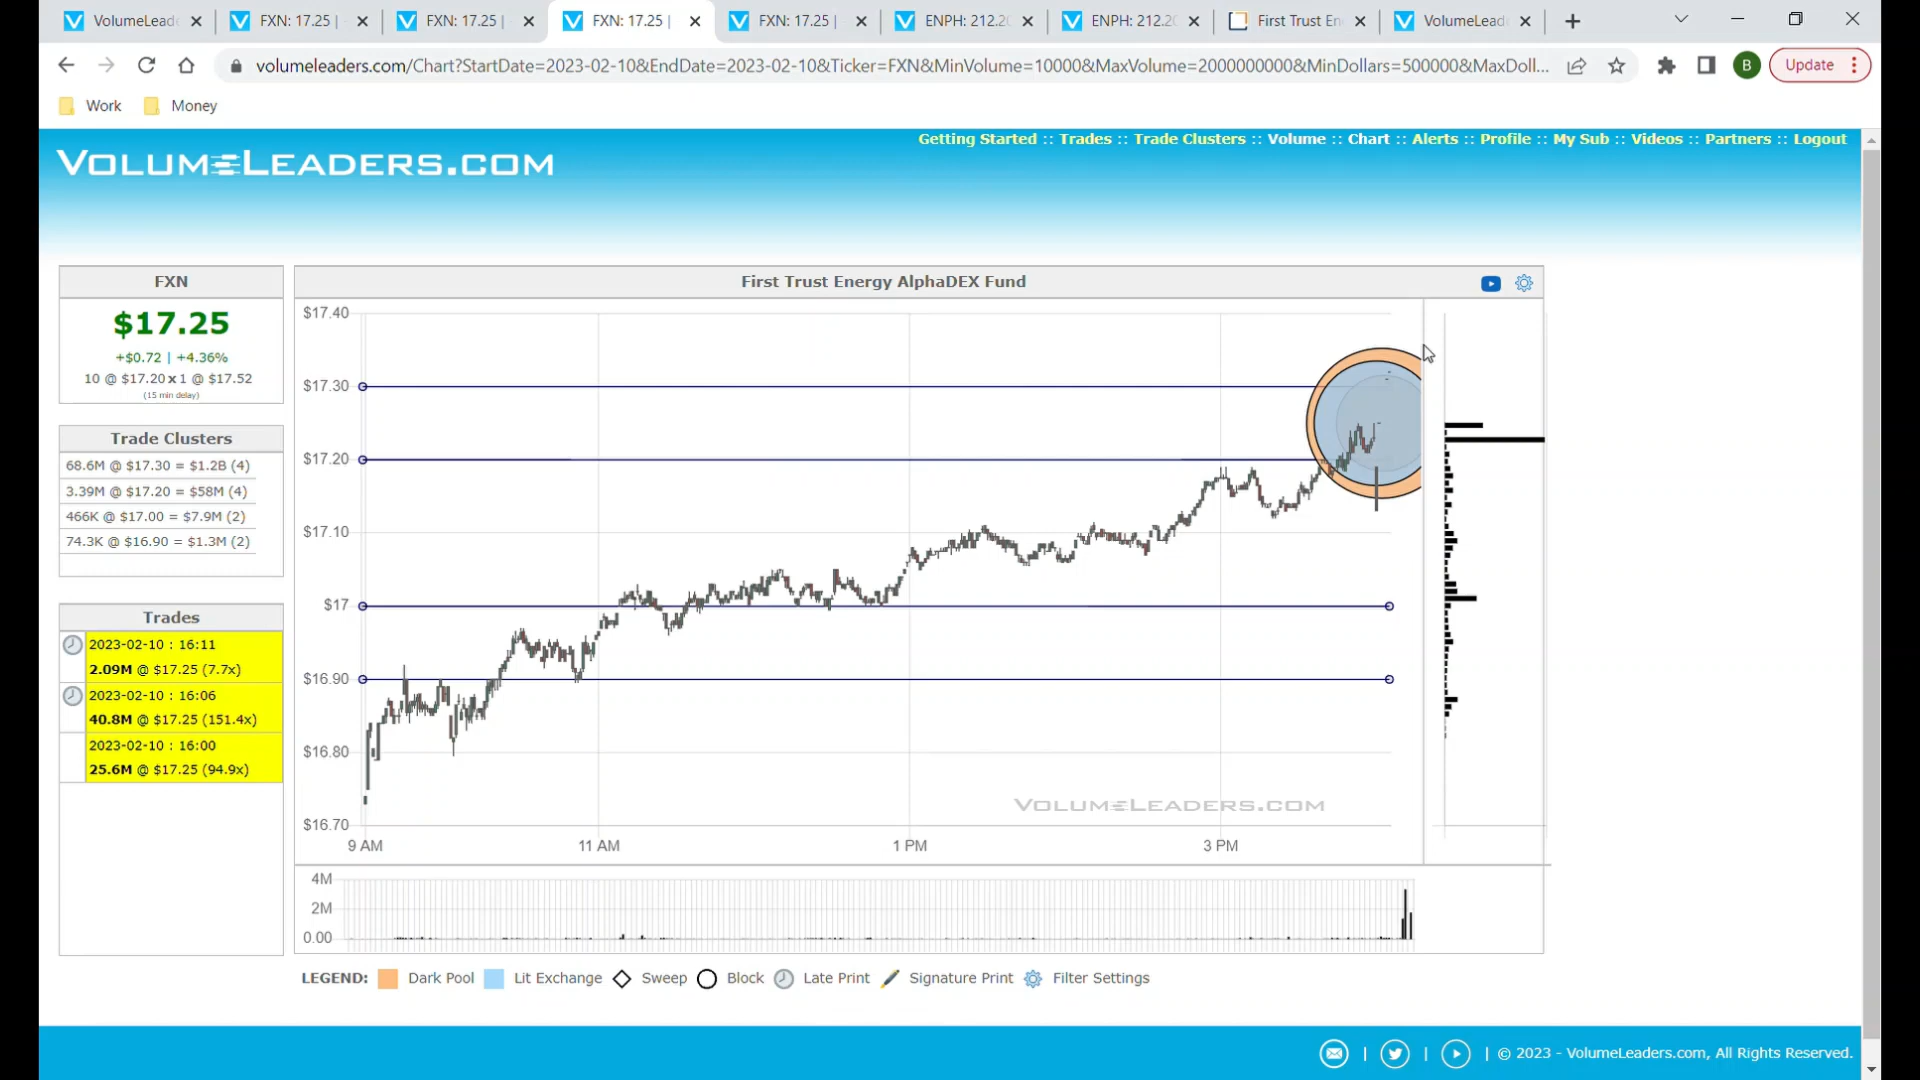 VolumeLead
FXN: 17.25 |
FXN: 17.25 |
FXN: 17.25 |
FXN: 17.25 |
ENPH: 212.20
ENPH: 212.20
First Trust En
VolumeLead
volumeleaders.com/Chart?StartDate=2023-02-10&EndDate=2023-02-10&Ticker=FXN&MinVolume=10000&MaxVolume=2000000000&MinDollars=500000&MaxDoll...
B
Update
Work
Money
Getting Started :: Trades :: Trade Clusters :: Volume :: Chart :: Alerts :: Profile :: My Sub :: Videos :: Partners :: Logout
VOLUMELEADERS.COM
FXN
$17.25
+$0.72 | +4.36%
10 @ $17.20 x 1 @ $17.52
(15 min delay)
Trade Clusters
68.6M @ $17.30 = $1.2B (4)
3.39M @ $17.20 = $58M (4)
466K @ $17.00 = $7.9M (2)
74.3K @ $16.90 = $1.3M (2)
Trades
2023-02-10 : 16:11
2.09M @ $17.25 (7.7x)
2023-02-10 : 16:06
40.8M @ $17.25 (151.4x)
2023-02-10 : 16:00
25.6M @ $17.25 (94.9x)
First Trust Energy AlphaDEX Fund
$17.40
$17.30
$17.20
$17.10
$17
$16.90
$16.80
$16.70
VOLUMELEADERS.COM
9 AM
11 AM
1 PM
3 PM
4M
2M
0.00
LEGEND: Dark Pool Lit Exchange Sweep Block Late Print Signature Print Filter Settings
| | | © 2023 - VolumeLeaders.com, All Rights Reserved.